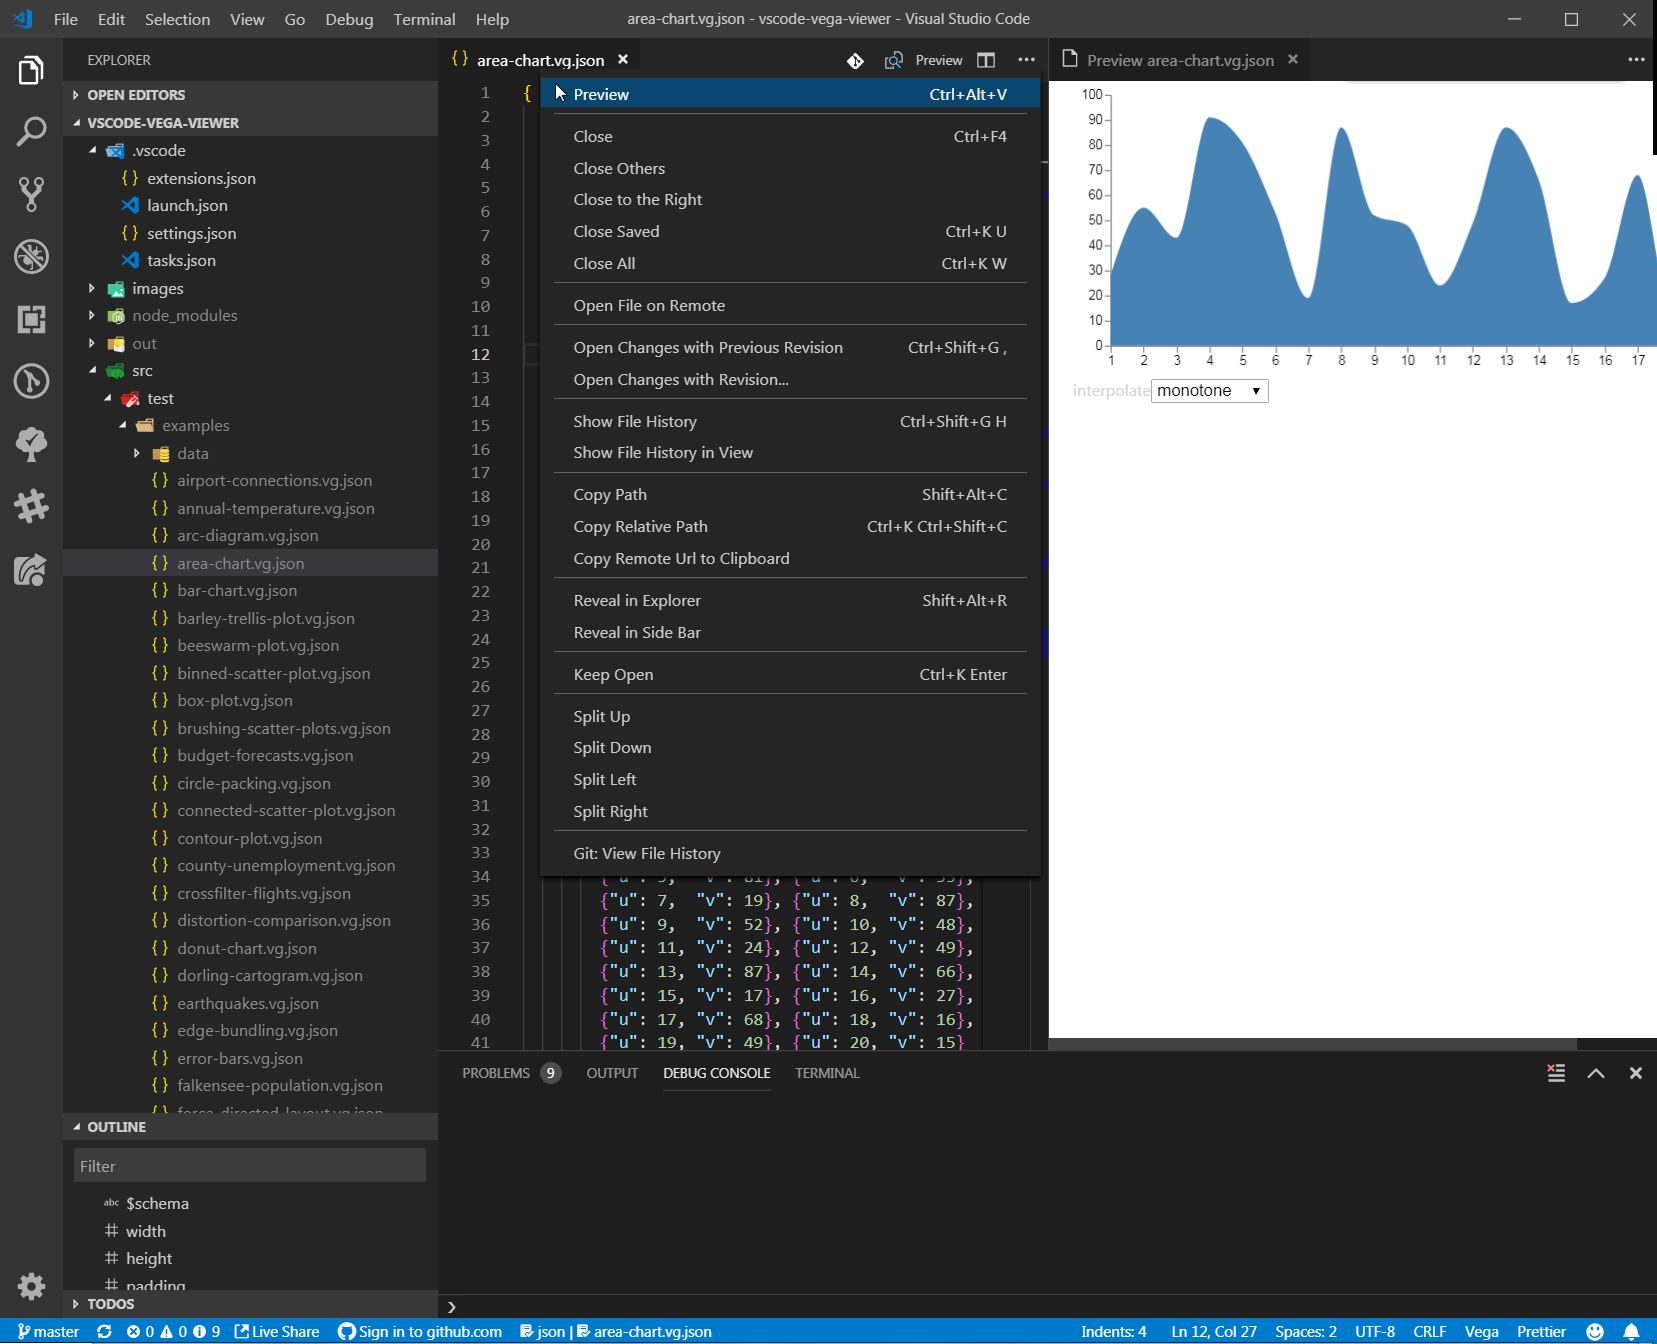 File Edit Selection View Go Debug Terminal Help
area-chart.vg.json - vscode-vega-viewer - Visual Studio Code
EXPLORER
OPEN EDITORS
VSCODE-VEGA-VIEWER
.vscode
{ } extensions.json
launch.json
{ } settings.json
tasks.json
images
node_modules
out
src
test
examples
data
{ } airport-connections.vg.json
{ } annual-temperature.vg.json
{ } arc-diagram.vg.json
{ } area-chart.vg.json
{ } bar-chart.vg.json
{ } barley-trellis-plot.vg.json
{ } beeswarm-plot.vg.json
{ } binned-scatter-plot.vg.json
{ } box-plot.vg.json
{ } brushing-scatter-plots.vg.json
{ } budget-forecasts.vg.json
{ } circle-packing.vg.json
{ } connected-scatter-plot.vg.json
{ } contour-plot.vg.json
{ } county-unemployment.vg.json
{ } crossfilter-flights.vg.json
{ } distortion-comparison.vg.json
{ } donut-chart.vg.json
{ } dorling-cartogram.vg.json
{ } earthquakes.vg.json
{ } edge-bundling.vg.json
{ } error-bars.vg.json
{ } falkensee-population.vg.json
{ } force-directed-layout.vg.json
OUTLINE
Filter
abc $schema
# width
# height
# padding
TODOS
{ } area-chart.vg.json ×
Preview
1 {
2
3
4
5
6
7
8
9
10
11
12
13
14
15
16
17
18
19
20
21
22
23
24
25
26
27
28
29
30
31
32
33
Preview Ctrl+Alt+V
Close Ctrl+F4
Close Others
Close to the Right
Close Saved Ctrl+K U
Close All Ctrl+K W
Open File on Remote
Open Changes with Previous Revision Ctrl+Shift+G ,
Open Changes with Revision...
Show File History Ctrl+Shift+G H
Show File History in View
Copy Path Shift+Alt+C
Copy Relative Path Ctrl+K Ctrl+Shift+C
Copy Remote Url to Clipboard
Reveal in Explorer Shift+Alt+R
Reveal in Side Bar
Keep Open Ctrl+K Enter
Split Up
Split Down
Split Left
Split Right
Git: View File History
34 {"u": 5, "v": 81}, {"u": 6, "v": 53},
35 {"u": 7, "v": 19}, {"u": 8, "v": 87},
36 {"u": 9, "v": 52}, {"u": 10, "v": 48},
37 {"u": 11, "v": 24}, {"u": 12, "v": 49},
38 {"u": 13, "v": 87}, {"u": 14, "v": 66},
39 {"u": 15, "v": 17}, {"u": 16, "v": 27},
40 {"u": 17, "v": 68}, {"u": 18, "v": 16},
41 {"u": 19, "v": 49}, {"u": 20, "v": 15}
Preview area-chart.vg.json ×
100
90
80
70
60
50
40
30
20
10
0
1 2 3 4 5 6 7 8 9 10 11 12 13 14 15 16 17
interpolate monotone
PROBLEMS 9 OUTPUT DEBUG CONSOLE TERMINAL
master 0 0 9 Live Share Sign in to github.com json | area-chart.vg.json Indents: 4 Ln 12, Col 27 Spaces: 2 UTF-8 CRLF Vega Prettier